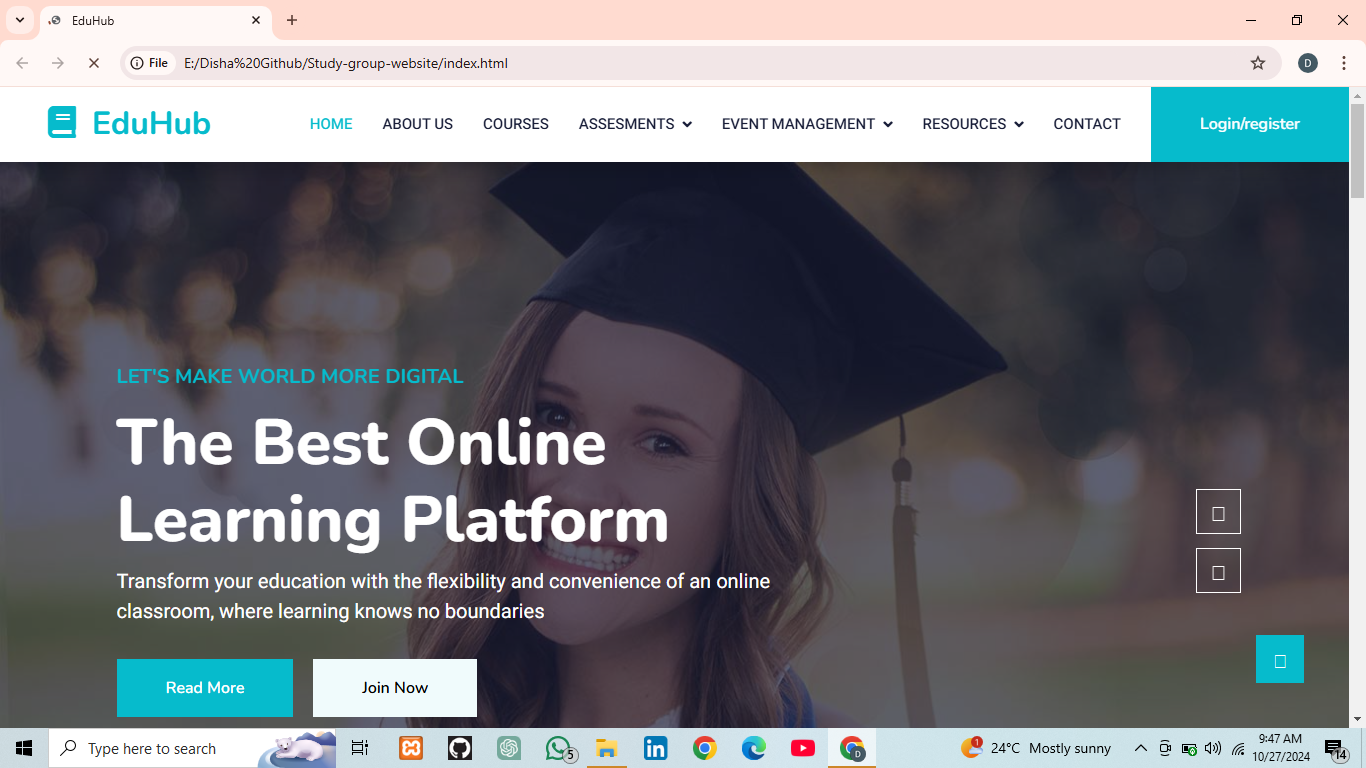 EduHub
File
E:/Disha%20Github/Study-group-website/index.html
D
EduHub
HOME
ABOUT US
COURSES
ASSESMENTS
EVENT MANAGEMENT
RESOURCES
CONTACT
Login/register
LET'S MAKE WORLD MORE DIGITAL
The Best Online
Learning Platform
Transform your education with the flexibility and convenience of an online
classroom, where learning knows no boundaries
Read More
Join Now
Type here to search
5
D
1
24°C Mostly sunny
9:47 AM
10/27/2024
14